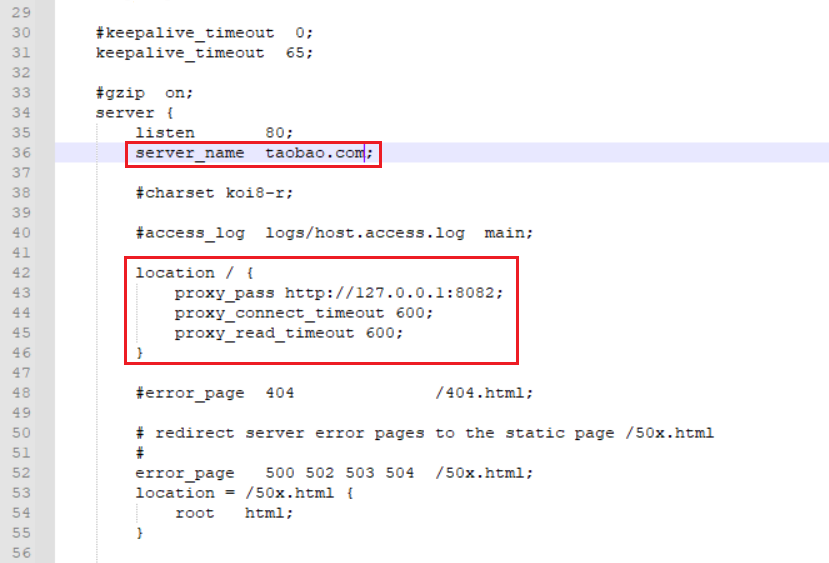 29
30 #keepalive_timeout  0;
31 keepalive_timeout  65;
32
33 #gzip  on;
34 server {
35     listen       80;
36     server_name  taobao.com;
37
38     #charset koi8-r;
39
40     #access_log  logs/host.access.log  main;
41
42     location / {
43         proxy_pass http://127.0.0.1:8082;
44         proxy_connect_timeout 600;
45         proxy_read_timeout 600;
46     }
47
48     #error_page  404              /404.html;
49
50     # redirect server error pages to the static page /50x.html
51     #
52     error_page   500 502 503 504  /50x.html;
53     location = /50x.html {
54         root   html;
55     }
56